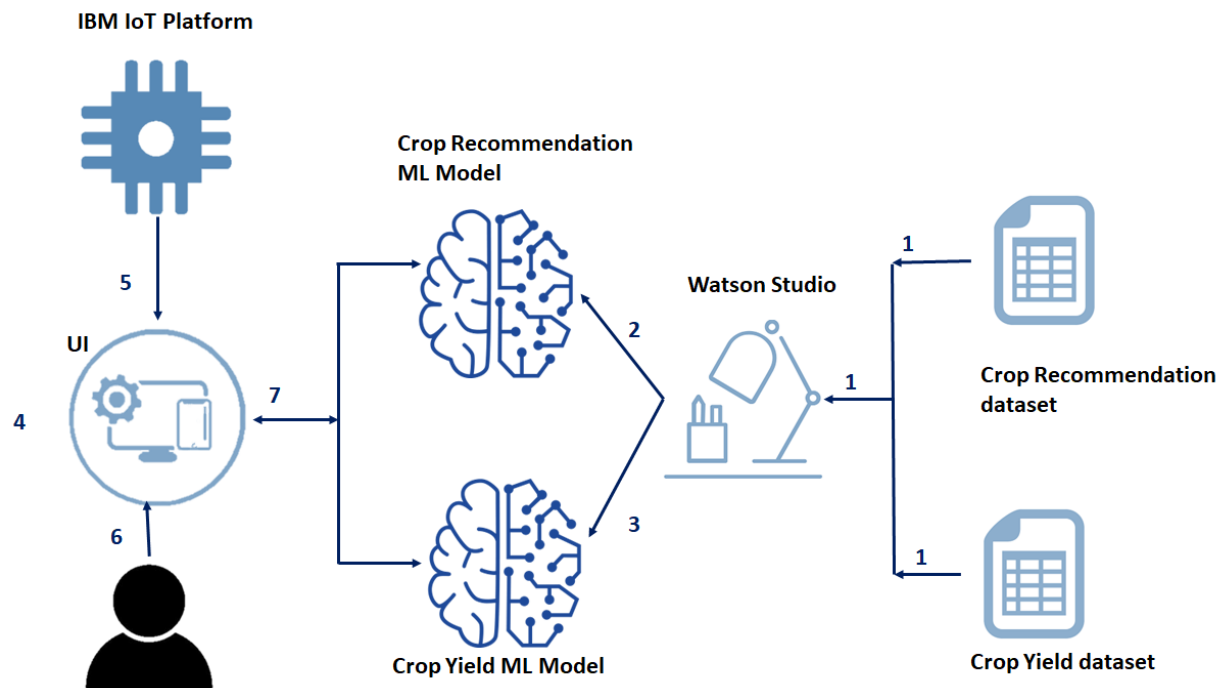 IBM IoT Platform
Crop Recommendation
ML Model
1
5
2
Watson Studio
UI
Crop Recommendation
dataset
7
1
4
3
6
1
Crop Yield ML Model
Crop Yield dataset